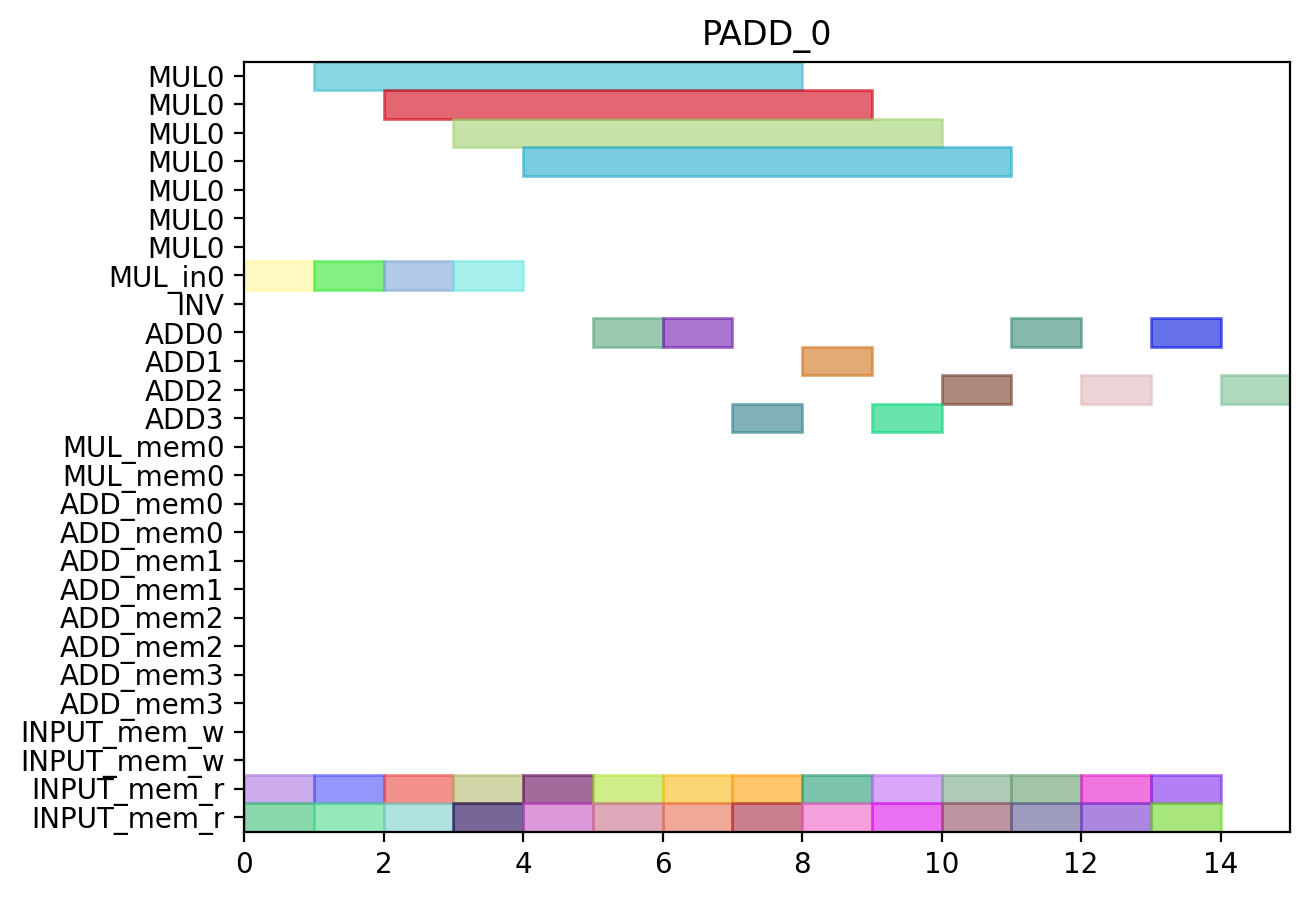 PADD_0
MUL0
MUL0
MUL0
MUL0
MUL0
MUL0
MUL0
MUL_in0
INV
ADD0
ADD1
ADD2
ADD3
MUL_mem0
MUL_mem0
ADD_mem0
ADD_mem0
ADD_mem1
ADD_mem1
ADD_mem2
ADD_mem2
ADD_mem3
ADD_mem3
INPUT_mem_w
INPUT_mem_w
INPUT_mem_r
INPUT_mem_r
0 2 4 6 8 10 12 14